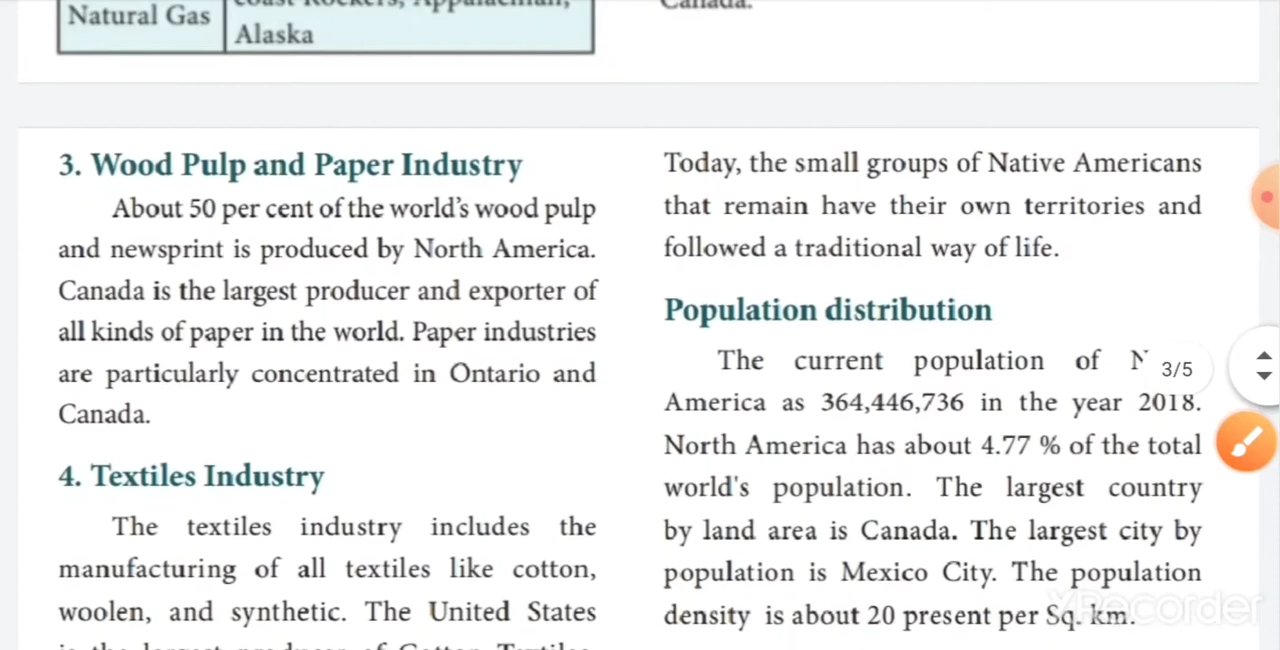 Natural Gas
Alaska
Canada.
3. Wood Pulp and Paper Industry
About 50 per cent of the world's wood pulp
and newsprint is produced by North America.
Canada is the largest producer and exporter of
all kinds of paper in the world. Paper industries
are particularly concentrated in Ontario and
Canada.
4. Textiles Industry
The textiles industry includes the
manufacturing of all textiles like cotton,
woolen, and synthetic. The United States
Today, the small groups of Native Americans
that remain have their own territories and
followed a traditional way of life.
Population distribution
The current population of N
America as 364,446,736 in the year 2018.
North America has about 4.77 % of the total
world's population. The largest country
by land area is Canada. The largest city by
population is Mexico City. The population
density is about 20 present per Sq. km.
3/5
XRecorder